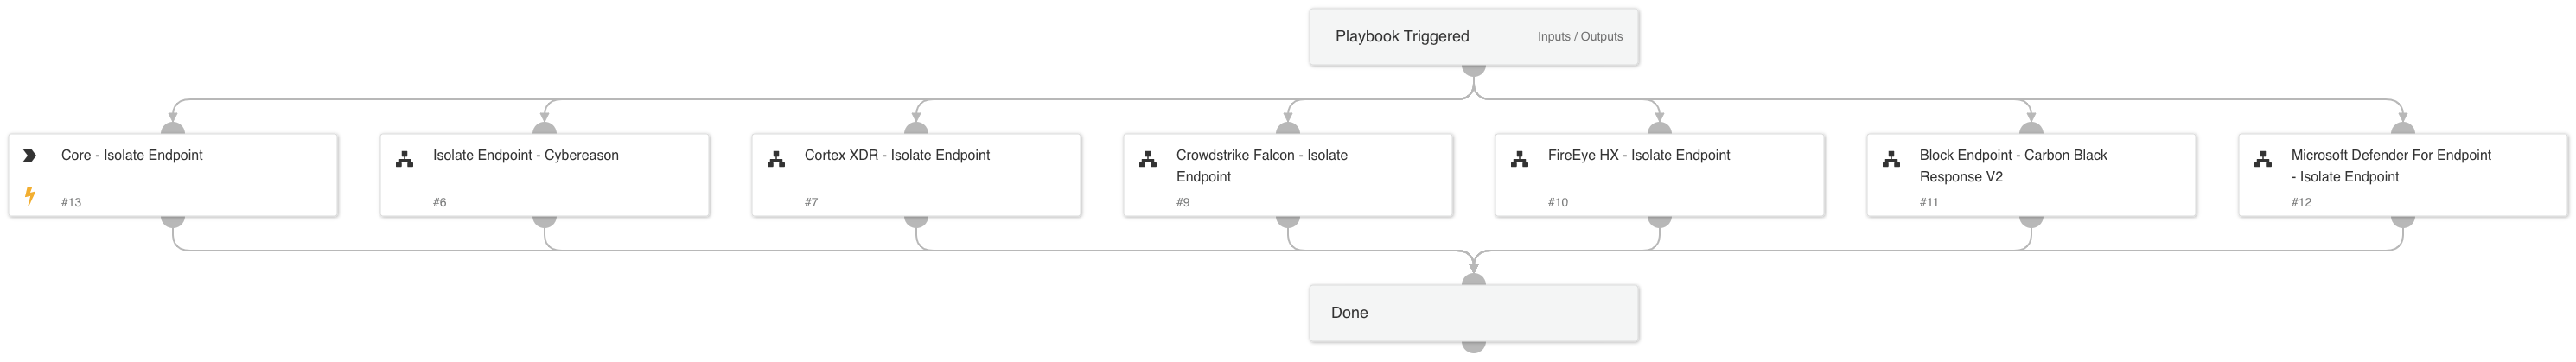 Playbook Triggered Inputs / Outputs
Core - Isolate Endpoint
#13
Isolate Endpoint - Cybereason
#6
Cortex XDR - Isolate Endpoint
#7
Crowdstrike Falcon - Isolate
Endpoint
#9
FireEye HX - Isolate Endpoint
#10
Block Endpoint - Carbon Black
Response V2
#11
Microsoft Defender For Endpoint
- Isolate Endpoint
#12
Done